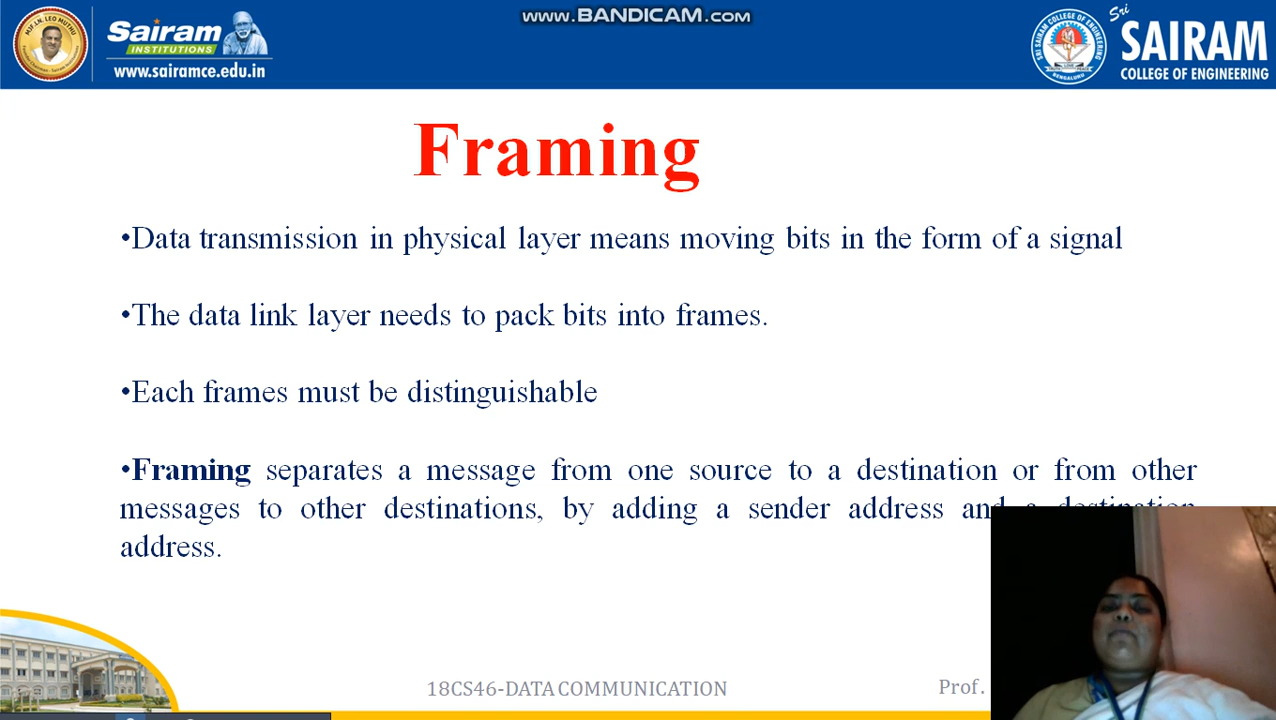 www.BANDICAM.com
Sairam
INSTITUTIONS
www.sairamce.edu.in
Sri
SAIRAM
COLLEGE OF ENGINEERING
Framing
•Data transmission in physical layer means moving bits in the form of a signal
•The data link layer needs to pack bits into frames.
•Each frames must be distinguishable
•Framing separates a message from one source to a destination or from other
messages to other destinations, by adding a sender address and a destination
address.
18CS46-DATA COMMUNICATION
Prof.